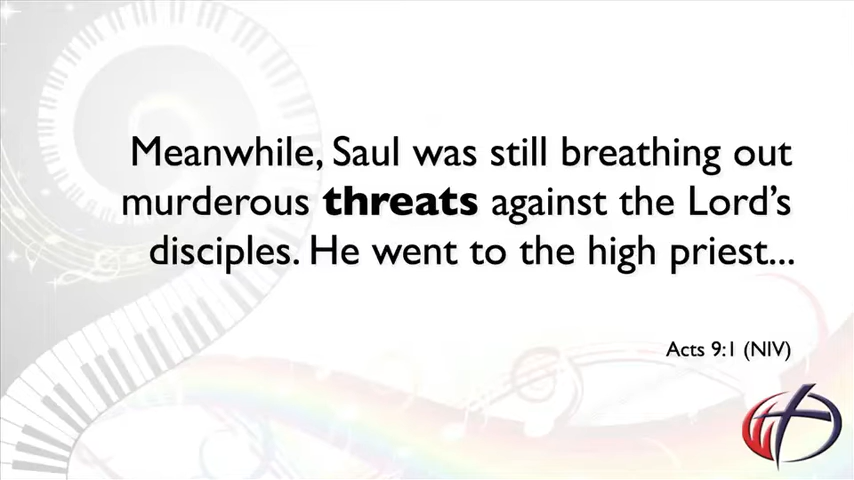 Meanwhile, Saul was still breathing out
murderous threats against the Lord’s
disciples. He went to the high priest...
Acts 9:1 (NIV)